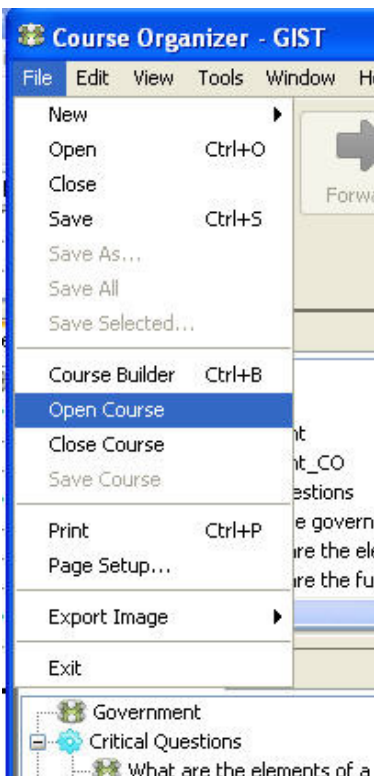 Course Organizer - GIST
File Edit View Tools Window
New
Open Ctrl+O
Close
Save Ctrl+S
Save As...
Save All
Save Selected...
Course Builder Ctrl+B
Open Course
Close Course
Save Course
Print Ctrl+P
Page Setup...
Export Image
Exit
Government
Critical Questions
What are the elements of a